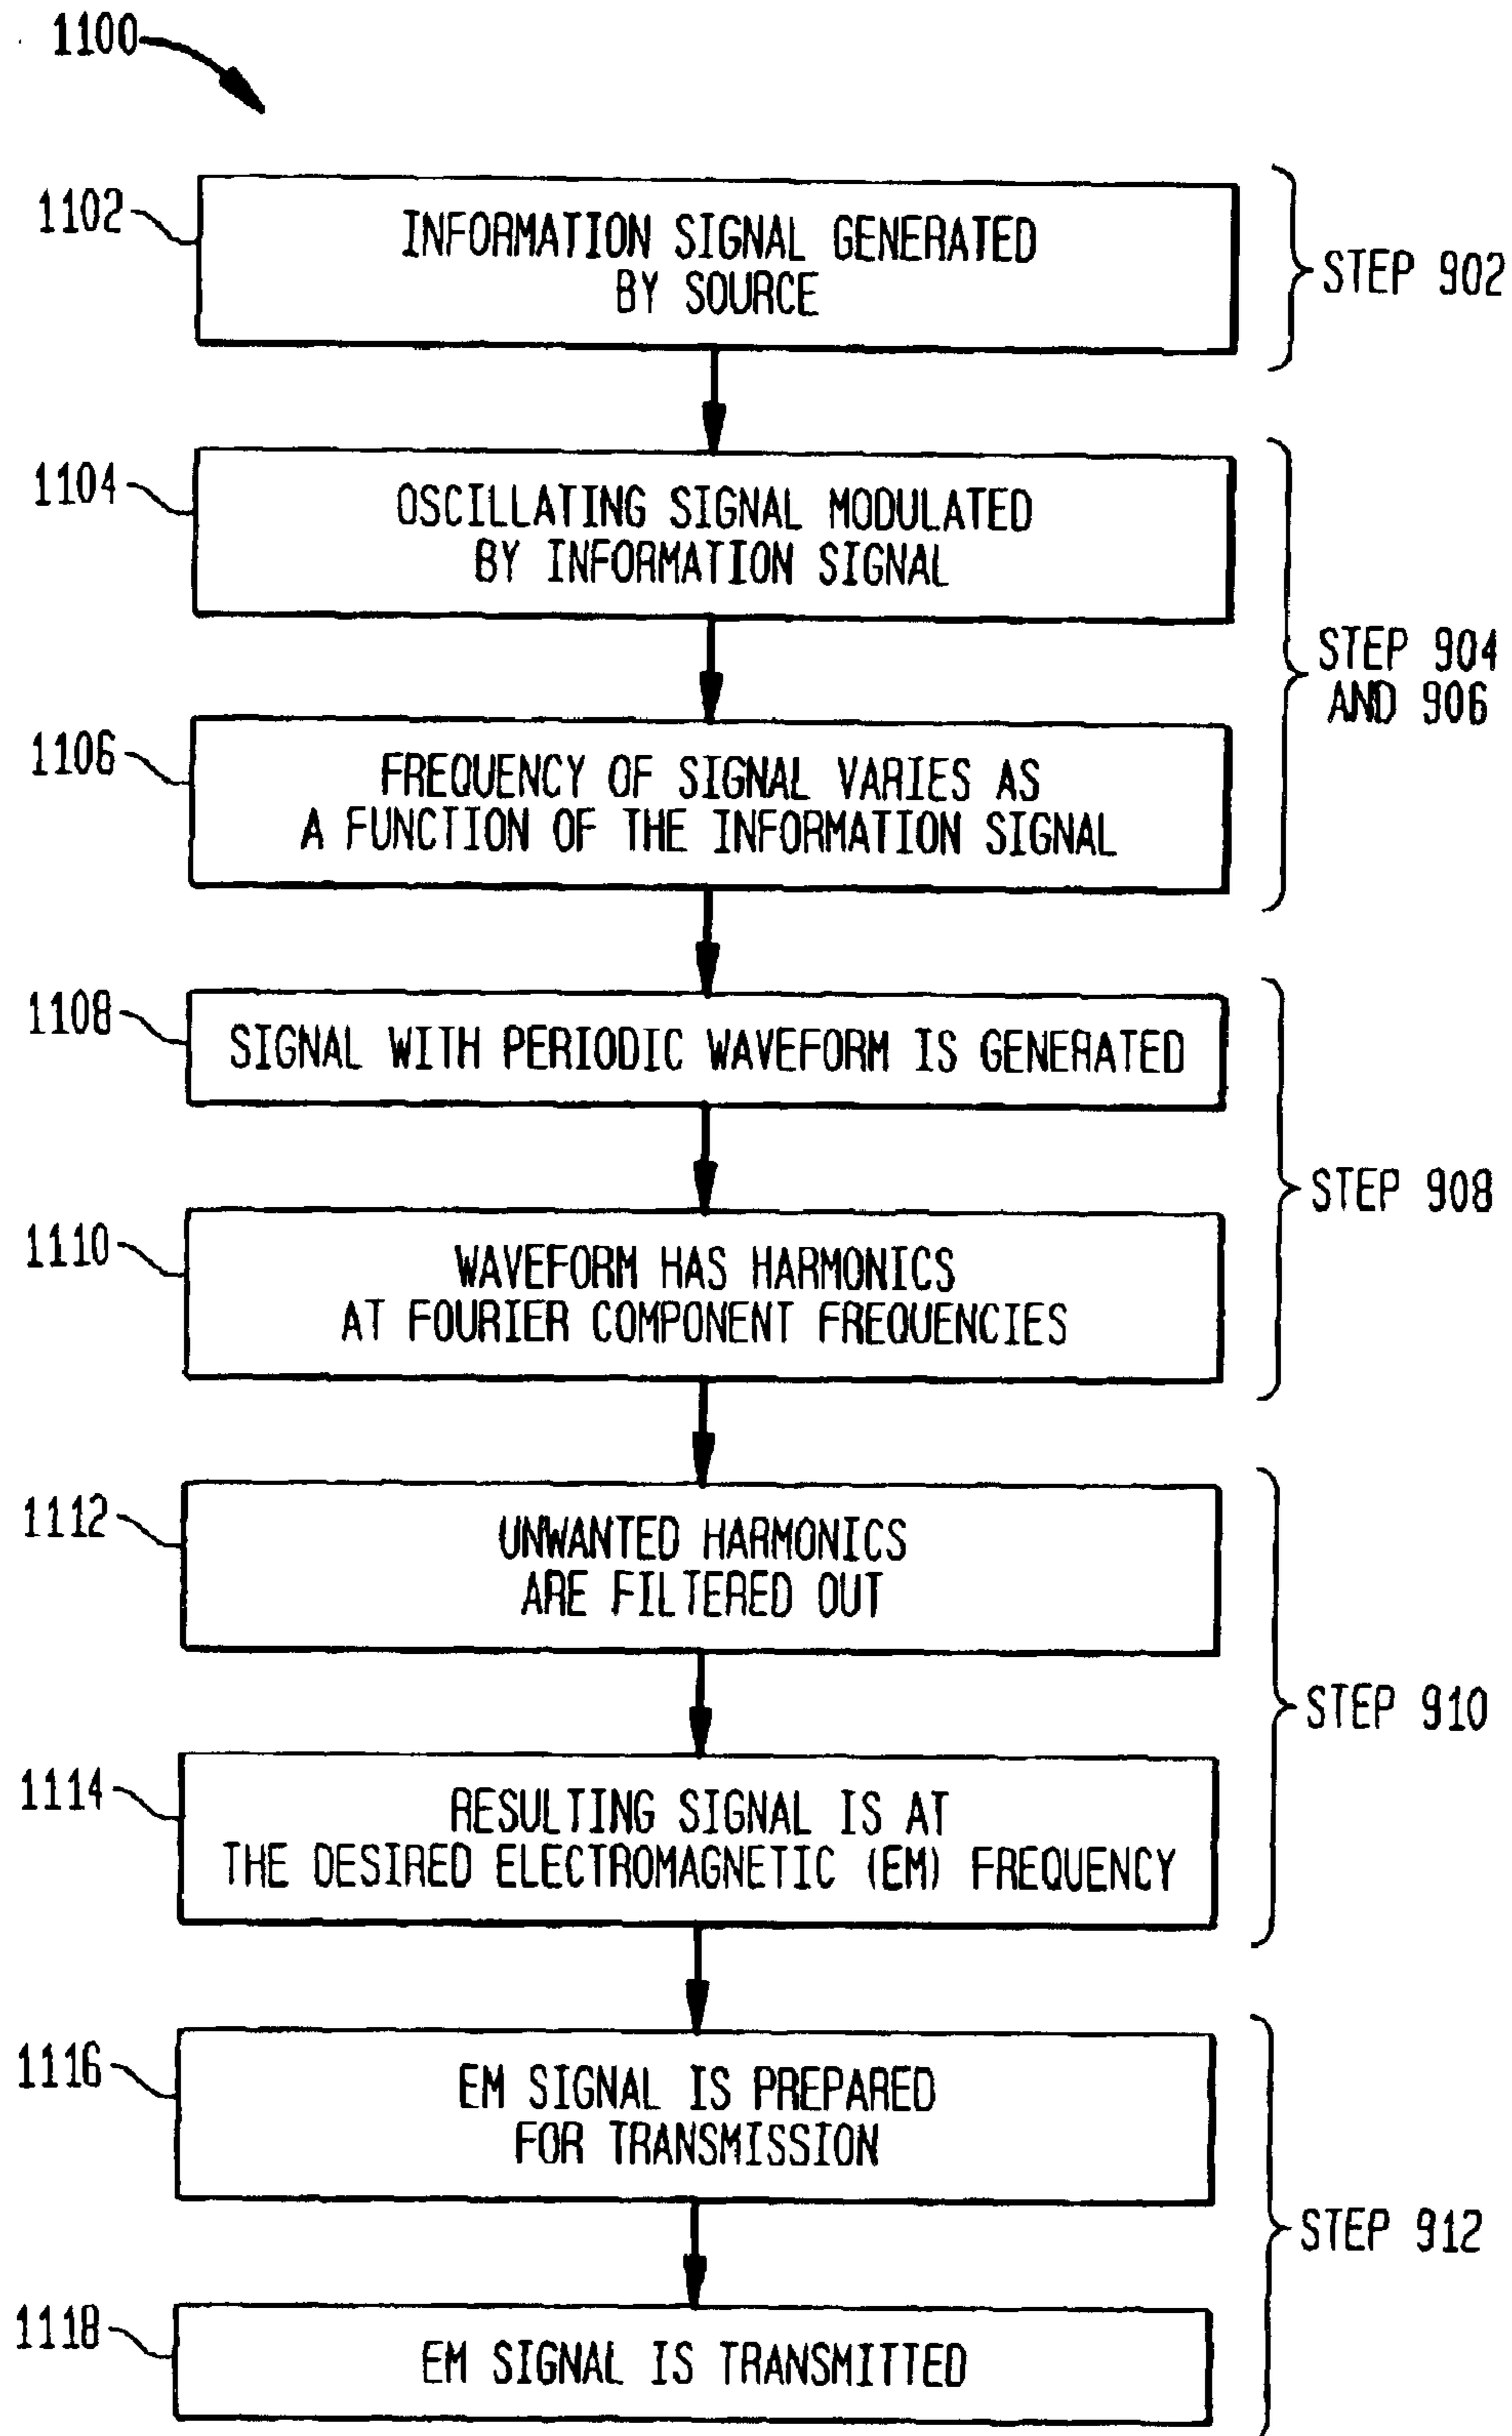 1100
1102
INFORMATION SIGNAL GENERATED
BY SOURCE
STEP 902
1104
OSCILLATING SIGNAL MODULATED
BY INFORMATION SIGNAL
STEP 904
AND 906
1106
FREQUENCY OF SIGNAL VARIES AS
A FUNCTION OF THE INFORMATION SIGNAL
1108
SIGNAL WITH PERIODIC WAVEFORM IS GENERATED
STEP 908
1110
WAVEFORM HAS HARMONICS
AT FOURIER COMPONENT FREQUENCIES
1112
UNWANTED HARMONICS
ARE FILTERED OUT
STEP 910
1114
RESULTING SIGNAL IS AT
THE DESIRED ELECTROMAGNETIC (EM) FREQUENCY
1116
EM SIGNAL IS PREPARED
FOR TRANSMISSION
STEP 912
1118
EM SIGNAL IS TRANSMITTED